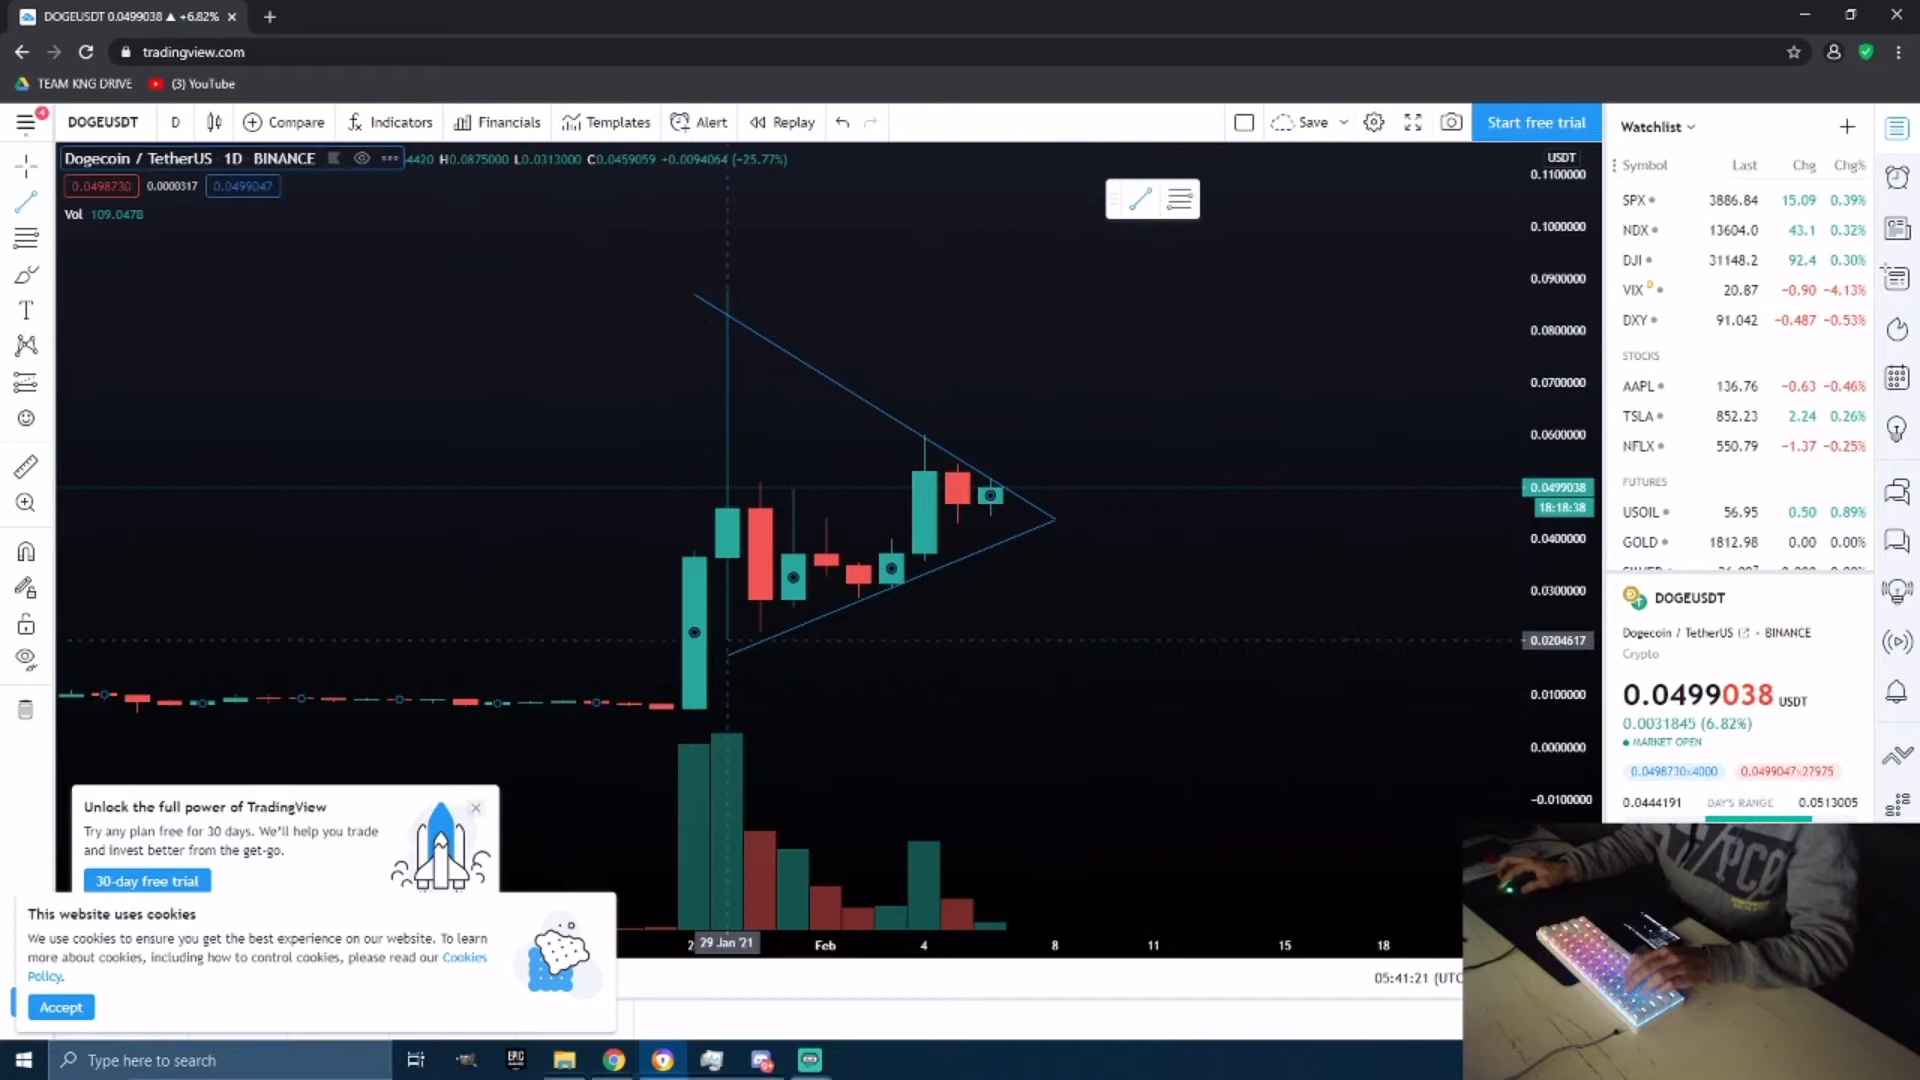 DOGEUSDT 0.0499038 ▲ +6.82%
tradingview.com
TEAM KNG DRIVE
(3) YouTube
4
DOGEUSDT
D
Compare
Indicators
Financials
Templates
Alert
Replay
Save
Start free trial
Dogecoin / TetherUS 1D BINANCE
4420 H0.0875000 L0.0313000 C0.0459059 +0.0094064 (+25.77%)
0.0498730 0.0000317 0.0499047
Vol 109.047B
USDT
0.1100000
0.1000000
0.0900000
0.0800000
0.0700000
0.0600000
0.0499038
18:18:38
0.0400000
0.0300000
0.0204617
0.0100000
0.0000000
−0.0100000
29 Jan '21
Feb
4
8
11
15
18
05:41:21 (UTC
Unlock the full power of TradingView
Try any plan free for 30 days. We'll help you trade
and invest better from the get-go.
30-day free trial
This website uses cookies
We use cookies to ensure you get the best experience on our website. To learn
more about cookies, including how to control cookies, please read our Cookies
Policy.
Accept
Watchlist
Symbol Last Chg Chg%
SPX 3886.84 15.09 0.39%
NDX 13604.0 43.1 0.32%
DJI 31148.2 92.4 0.30%
VIX D 20.87 −0.90 −4.13%
DXY 91.042 −0.487 −0.53%
STOCKS
AAPL 136.76 −0.63 −0.46%
TSLA 852.23 2.24 0.26%
NFLX 550.79 −1.37 −0.25%
FUTURES
USOIL 56.95 0.50 0.89%
GOLD 1812.98 0.00 0.00%
DOGEUSDT
Dogecoin / TetherUS • BINANCE
Crypto
0.0499038 USDT
0.0031845 (6.82%)
MARKET OPEN
0.0498730×4000 0.0499047×27975
0.0444191 DAY'S RANGE 0.0513005
Type here to search
EPIC